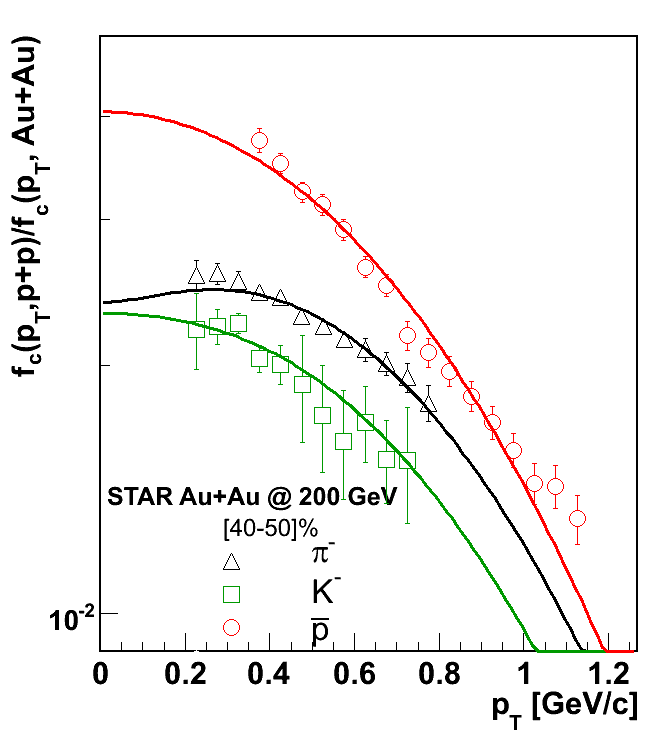 f_c(p_T,p+p)/f_c(p_T, Au+Au)
STAR Au+Au @ 200 GeV
[40-50]%
π^-
K^-
p̅
10^-2
0 0.2 0.4 0.6 0.8 1 1.2
p_T [GeV/c]